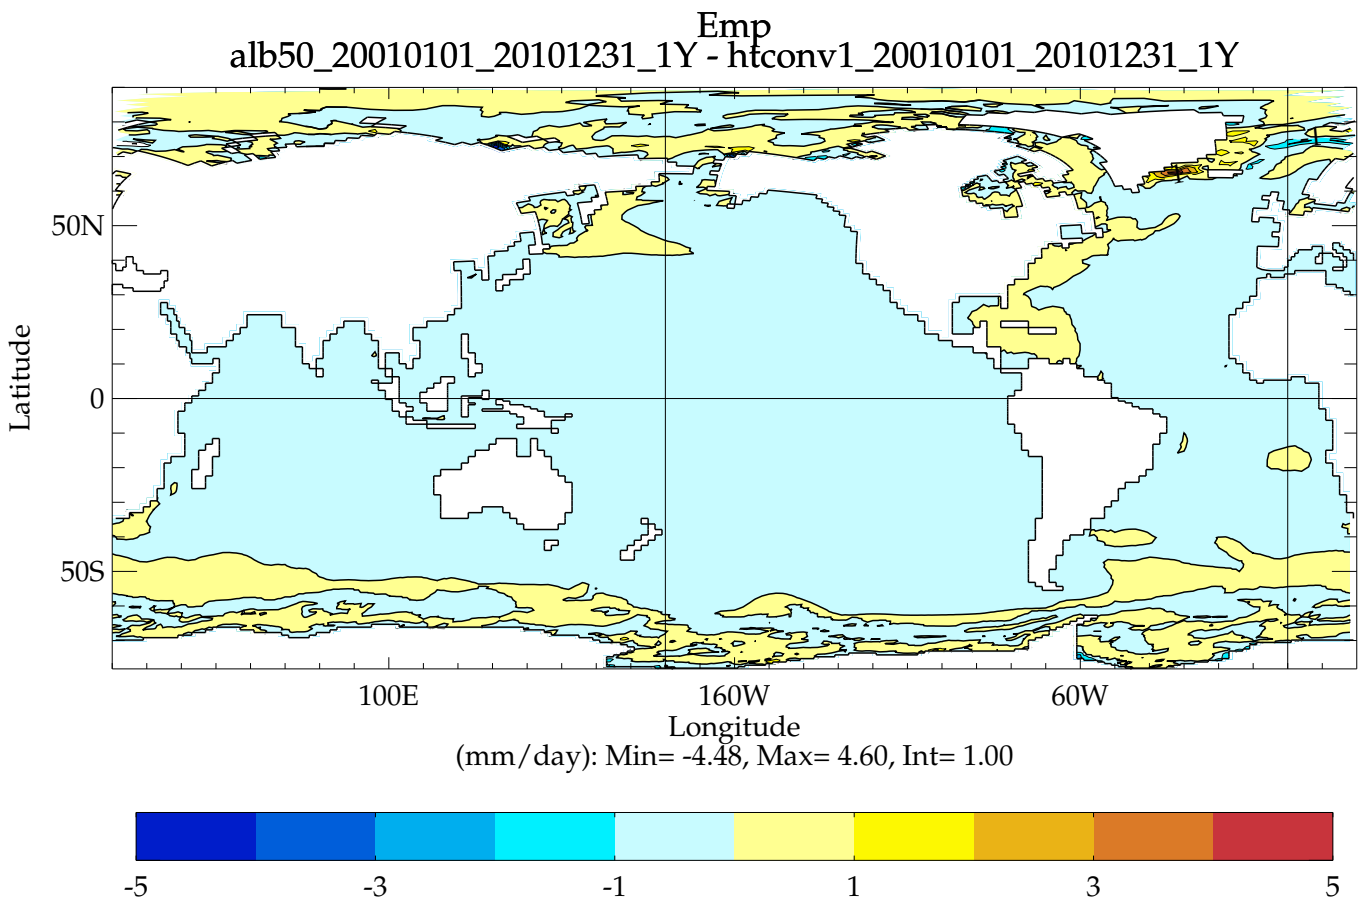 Emp
alb50_20010101_20101231_1Y - htconv1_20010101_20101231_1Y
50N
0
50S
Latitude
100E 160W 60W
Longitude
(mm/day): Min= -4.48, Max= 4.60, Int= 1.00
-5 -3 -1 1 3 5